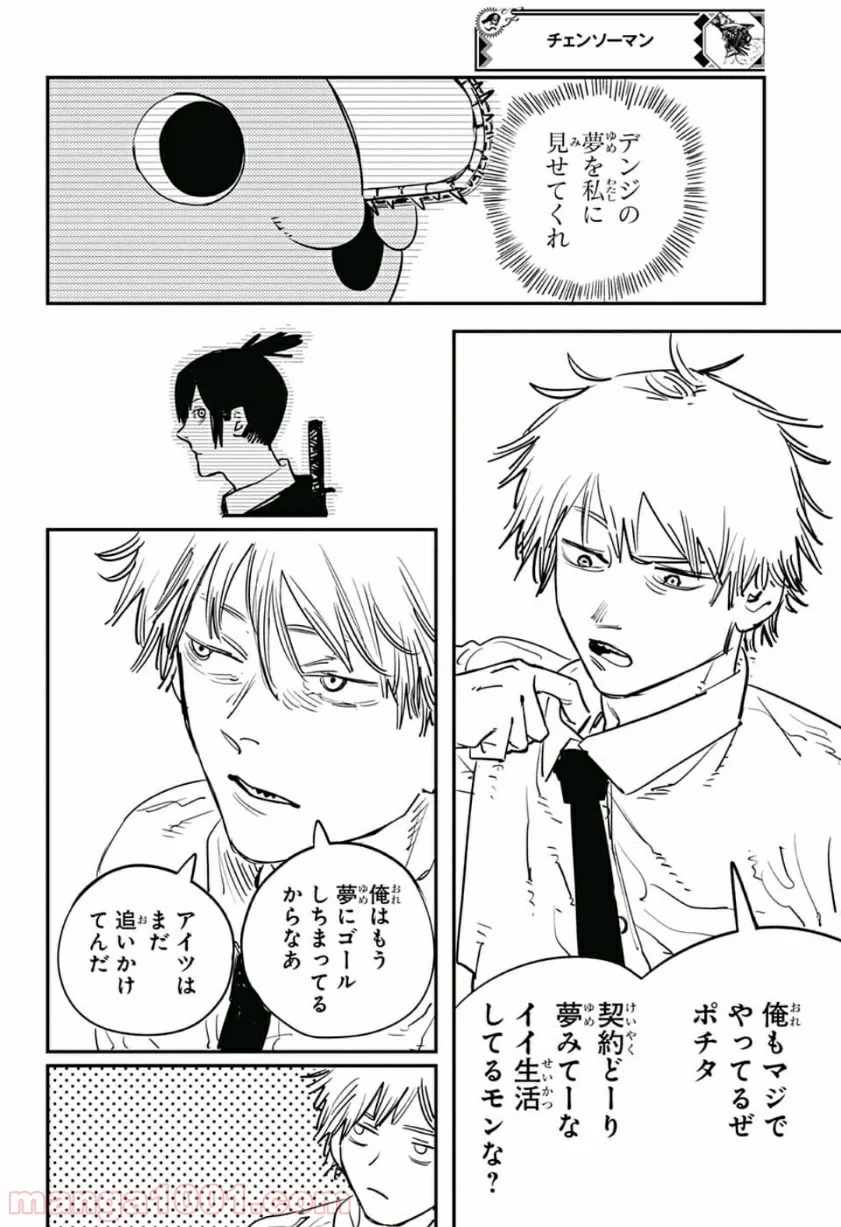 チェンソーマン
デンジの
夢を私に
見せてくれ
俺もマジで
やってるぜ
ポチタ
契約どーり
夢みてーな
イイ生活
してるモンな?
俺はもう
夢にゴール
しちまってる
からなあ
アイツは
まだ
追いかけ
てんだ
manga1001.com